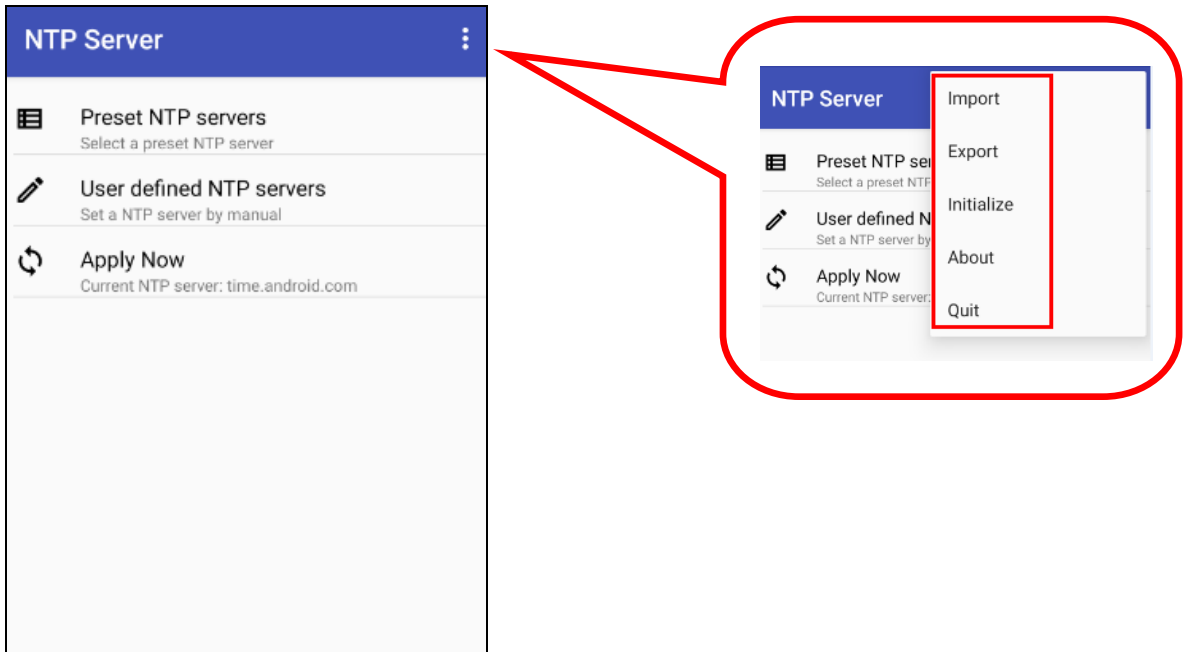 NTP Server
Preset NTP servers
Select a preset NTP server
User defined NTP servers
Set a NTP server by manual
Apply Now
Current NTP server: time.android.com
NTP Server
Preset NTP ser
Select a preset NTP
User defined N
Set a NTP server by
Apply Now
Current NTP server:
Import
Export
Initialize
About
Quit